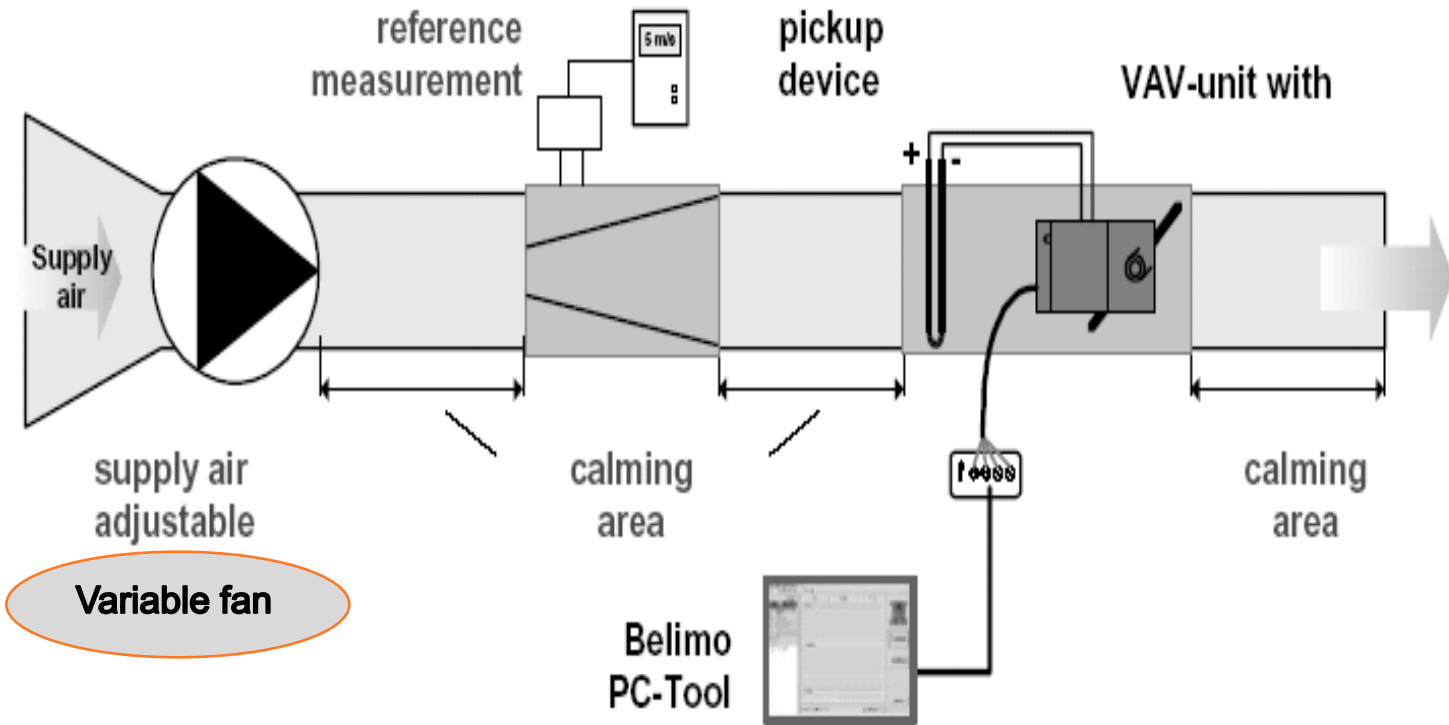 reference
measurement
5 m/s
pickup
device
VAV-unit with
+ -
Supply
air
supply air
adjustable
calming
area
calming
area
Variable fan
Belimo
PC-Tool